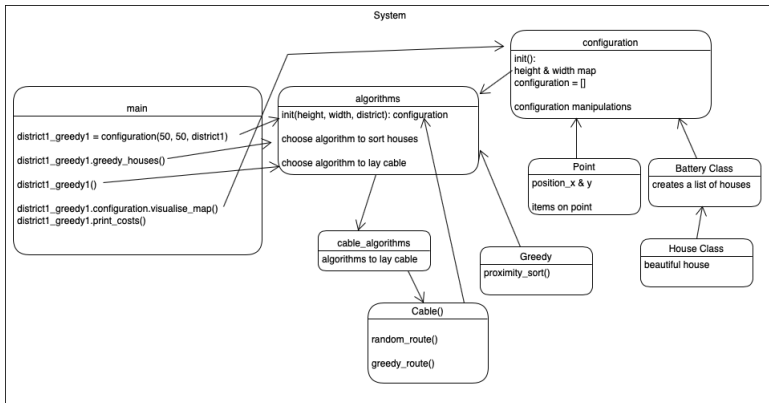 System
configuration
init():
height & width map
configuration = []
configuration manipulations
main
district1_greedy1 = configuration(50, 50, district1)
district1_greedy1.greedy_houses()
district1_greedy1()
district1_greedy1.configuration.visualise_map()
district1_greedy1.print_costs()
algorithms
init(height, width, district): configuration
choose algorithm to sort houses
choose algorithm to lay cable
Point
position_x & y
items on point
Battery Class
creates a list of houses
cable_algorithms
algorithms to lay cable
Greedy
proximity_sort()
House Class
beautiful house
Cable()
random_route()
greedy_route()